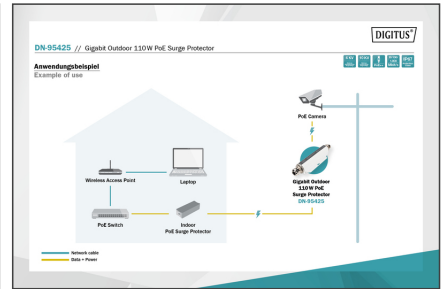 DIGITUS®
DN-95425 // Gigabit Outdoor 110 W PoE Surge Protector
Anwendungsbeispiel
Example of use
PoE Camera
Wireless Access Point
Laptop
Gigabit Outdoor
110 W PoE
Surge Protector
DN-95425
PoE Switch
Indoor
PoE Surge Protector
Network cable
Data + Power